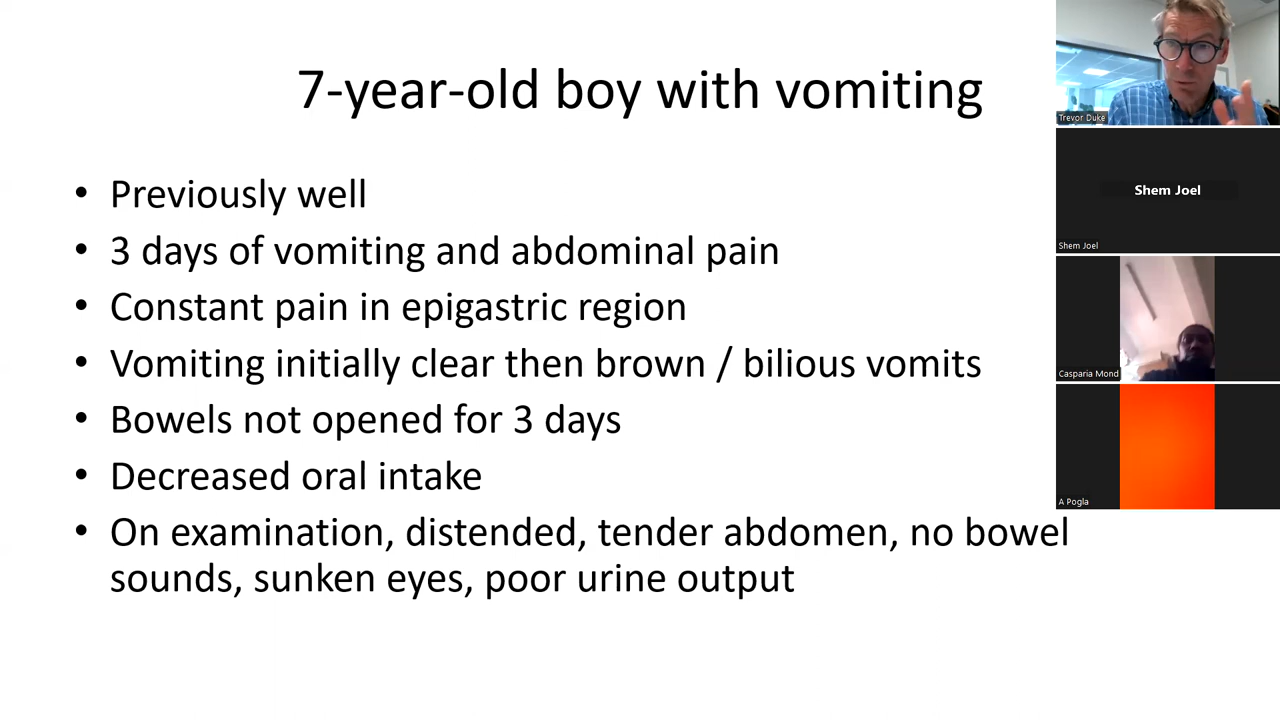 7-year-old boy with vomiting
• Previously well
• 3 days of vomiting and abdominal pain
• Constant pain in epigastric region
• Vomiting initially clear then brown / bilious vomits
• Bowels not opened for 3 days
• Decreased oral intake
• On examination, distended, tender abdomen, no bowel
sounds, sunken eyes, poor urine output
Trevor Duke
Shem Joel
Shem Joel
Casparia Mond
A Pogla